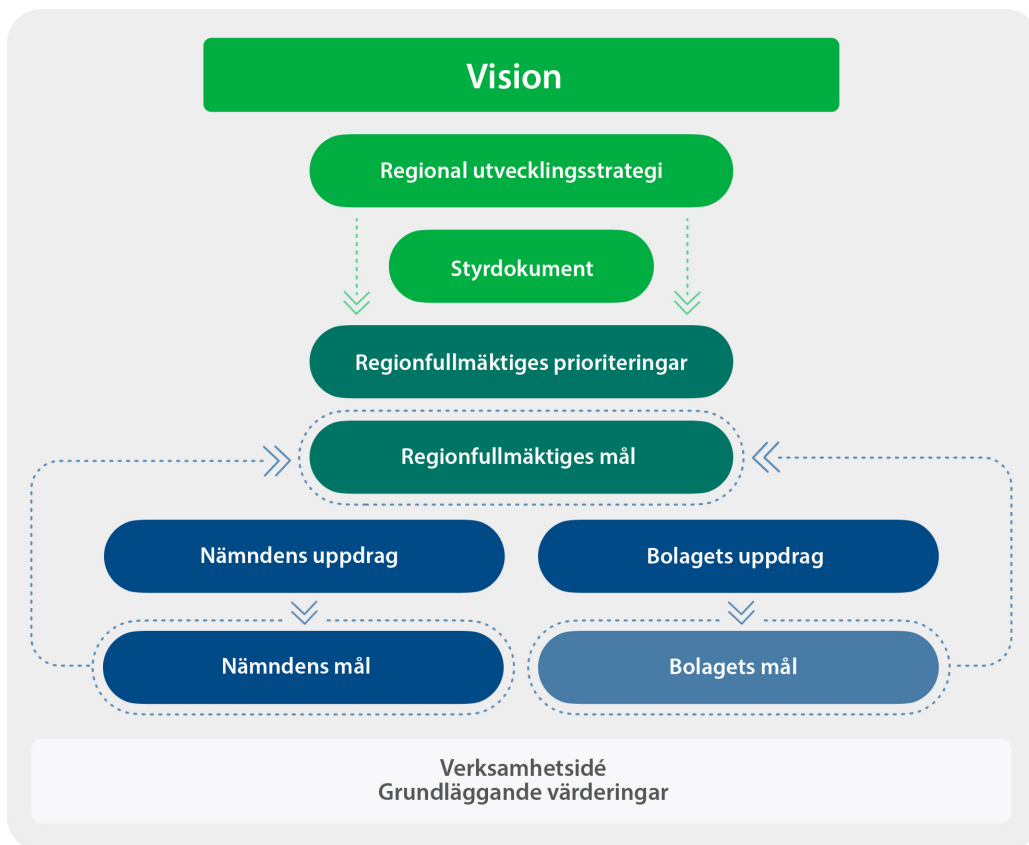 Vision
Regional utvecklingsstrategi
Styrdokument
Regionfullmäktiges prioriteringar
Regionfullmäktiges mål
Nämndens uppdrag
Bolagets uppdrag
Nämndens mål
Bolagets mål
Verksamhetsidé
Grundläggande värderingar